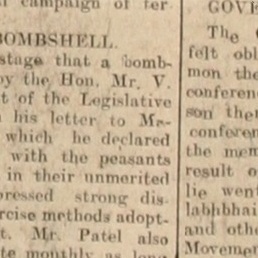 campaign of
BOMBSHELL.
stage that a bomb-
by the Hon. Mr. V.
t of the Legislative
his letter to Mr.
which he declared
with the peasants
in their unmerited
pressed strong dis-
rcise methods adopt-
t. Mr. Patel also
te monthly as long
GOVE
The
felt obl
mon the
conferenc
son the
conferen
the mem
result o
lie went
labhbhai
and othe
Movemen